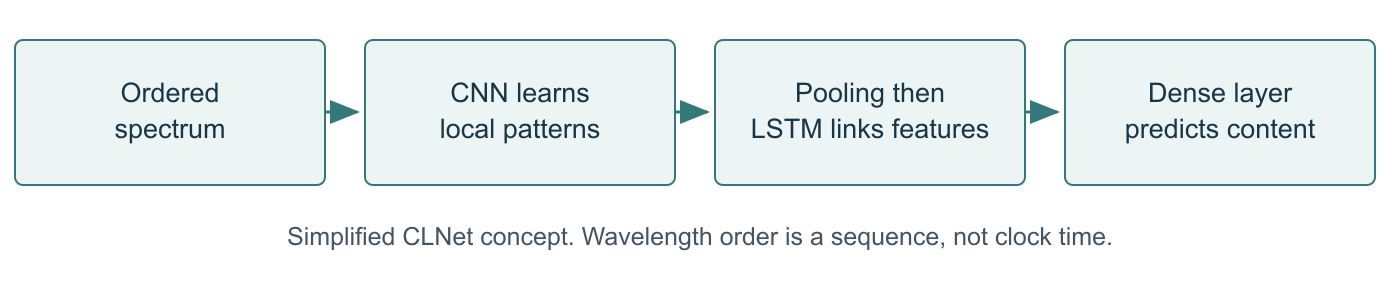 Ordered
spectrum
CNN learns
local patterns
Pooling then
LSTM links features
Dense layer
predicts content
Simplified CLNet concept. Wavelength order is a sequence, not clock time.